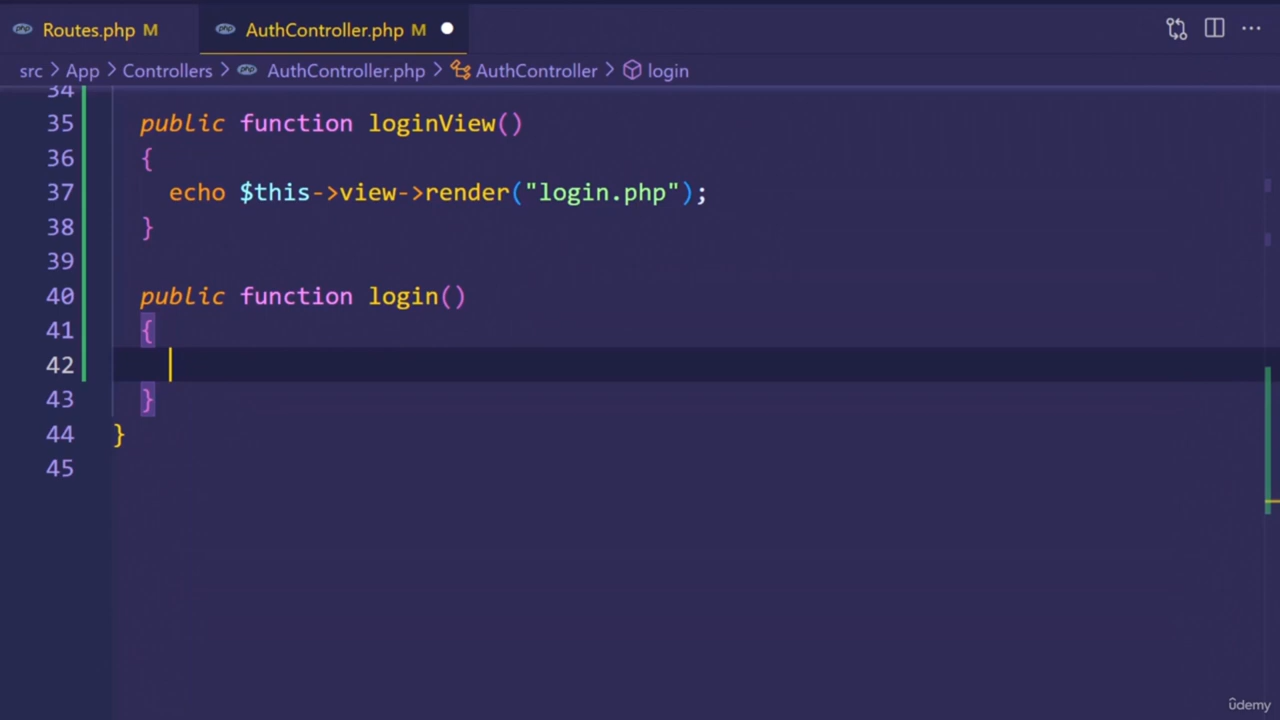 Routes.php M AuthController.php M
src > App > Controllers > AuthController.php > AuthController > login
34
35 public function loginView()
36 {
37 echo $this->view->render("login.php");
38 }
39
40 public function login()
41 {
42
43 }
44 }
45
udemy